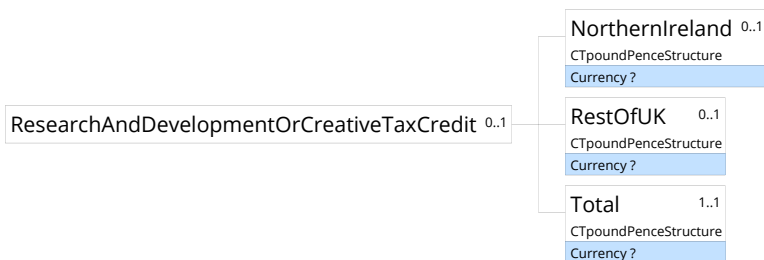 NorthernIreland 0..1
CTpoundPenceStructure
Currency ?
ResearchAndDevelopmentOrCreativeTaxCredit 0..1
RestOfUK 0..1
CTpoundPenceStructure
Currency ?
Total 1..1
CTpoundPenceStructure
Currency ?